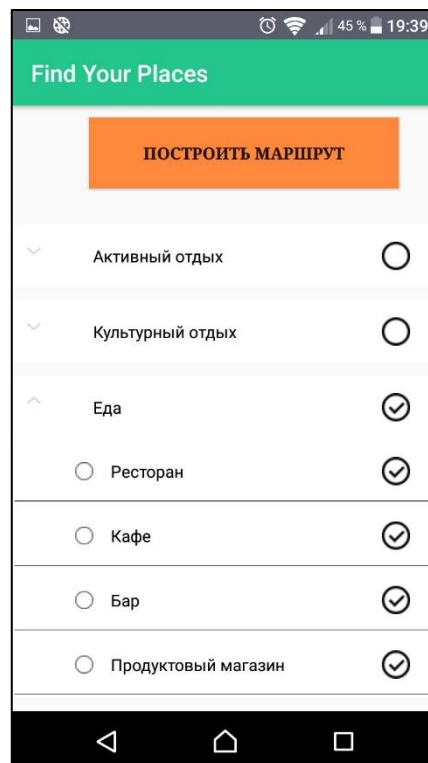 45 % 19:39
Find Your Places
ПОСТРОИТЬ МАРШРУТ
Активный отдых
Культурный отдых
Еда
Ресторан
Кафе
Бар
Продуктовый магазин